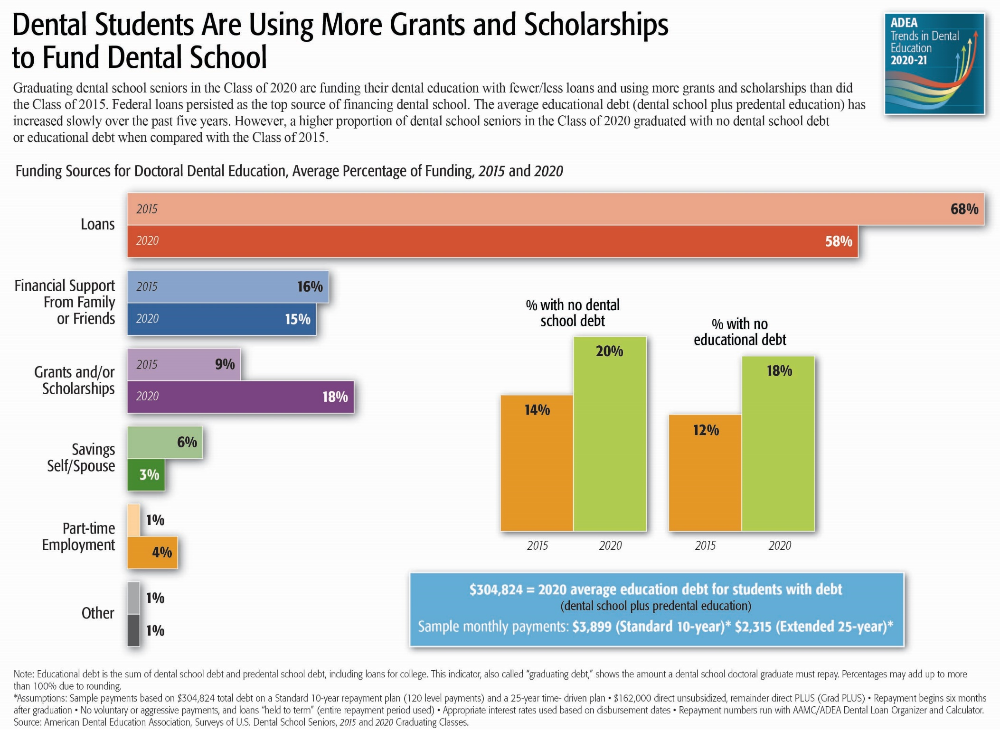 Dental Students Are Using More Grants and Scholarships
to Fund Dental School
ADEA
Trends in Dental
Education
2020-21
Graduating dental school seniors in the Class of 2020 are funding their dental education with fewer/less loans and using more grants and scholarships than did
the Class of 2015. Federal loans persisted as the top source of financing dental school. The average educational debt (dental school plus predental education) has
increased slowly over the past five years. However, a higher proportion of dental school seniors in the Class of 2020 graduated with no dental school debt
or educational debt when compared with the Class of 2015.
Funding Sources for Doctoral Dental Education, Average Percentage of Funding, 2015 and 2020
Loans
2015
68%
2020
58%
Financial Support
From Family
or Friends
2015
16%
2020
15%
Grants and/or
Scholarships
2015
9%
2020
18%
Savings
Self/Spouse
6%
3%
Part-time
Employment
1%
4%
Other
1%
1%
% with no dental
school debt
14%
20%
2015
2020
% with no
educational debt
12%
18%
2015
2020
$304,824 = 2020 average education debt for students with debt
(dental school plus predental education)
Sample monthly payments: $3,899 (Standard 10-year)* $2,315 (Extended 25-year)*
Note: Educational debt is the sum of dental school debt and predental school debt, including loans for college. This indicator, also called “graduating debt,” shows the amount a dental school doctoral graduate must repay. Percentages may add up to more
than 100% due to rounding.
*Assumptions: Sample payments based on $304,824 total debt on a Standard 10-year repayment plan (120 level payments) and a 25-year time- driven plan • $162,000 direct unsubsidized, remainder direct PLUS (Grad PLUS) • Repayment begins six months
after graduation • No voluntary or aggressive payments, and loans “held to term” (entire repayment period used) • Appropriate interest rates used based on disbursement dates • Repayment numbers run with AAMC/ADEA Dental Loan Organizer and Calculator.
Source: American Dental Education Association, Surveys of U.S. Dental School Seniors, 2015 and 2020 Graduating Classes.